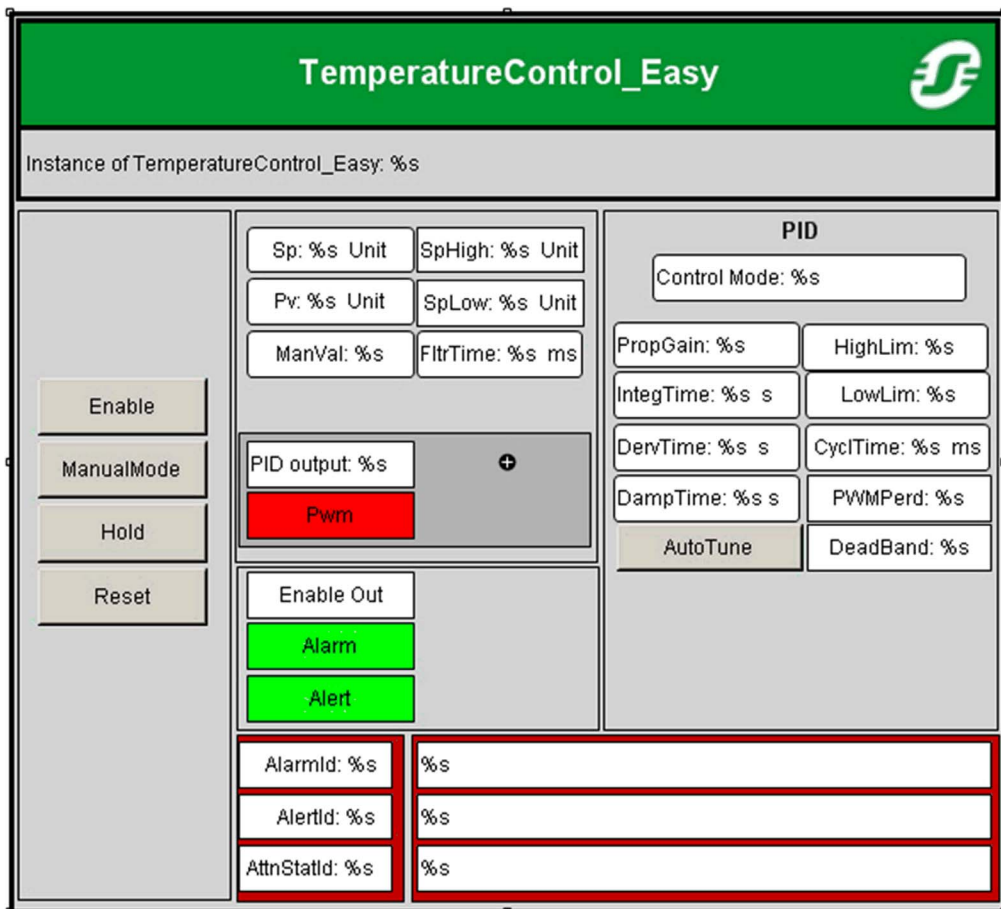 TemperatureControl_Easy
Instance of TemperatureControl_Easy: %s
Enable
ManualMode
Hold
Reset
Sp: %s Unit
SpHigh: %s Unit
Pv: %s Unit
SpLow: %s Unit
ManVal: %s
FltrTime: %s ms
PID output: %s
Pwm
Enable Out
Alarm
Alert
PID
Control Mode: %s
PropGain: %s
HighLim: %s
IntegTime: %s s
LowLim: %s
DervTime: %s s
CyclTime: %s ms
DampTime: %s s
PWMPerd: %s
AutoTune
DeadBand: %s
AlarmId: %s
%s
AlertId: %s
%s
AttnStatId: %s
%s